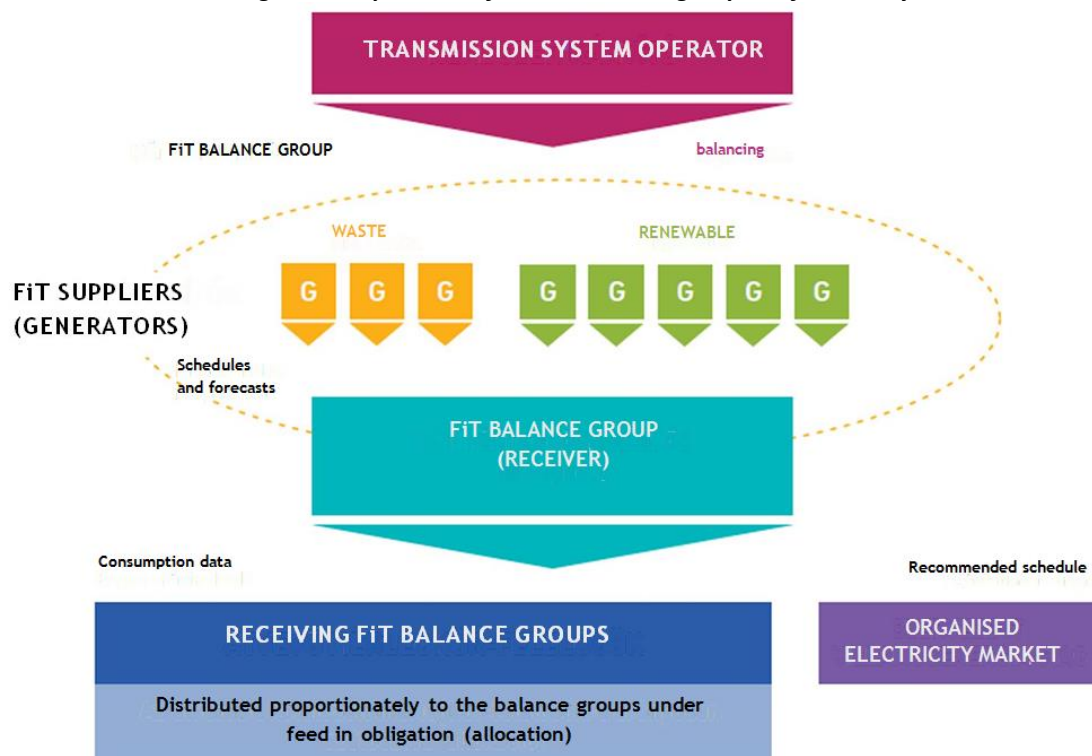 TRANSMISSION SYSTEM OPERATOR
FiT BALANCE GROUP
balancing
WASTE
RENEWABLE
FiT SUPPLIERS
(GENERATORS)
G G G G G G G G
Schedules
and forecasts
FiT BALANCE GROUP
(RECEIVER)
Consumption data
Recommended schedule
RECEIVING FiT BALANCE GROUPS
ORGANISED
ELECTRICITY MARKET
Distributed proportionately to the balance groups under
feed in obligation (allocation)